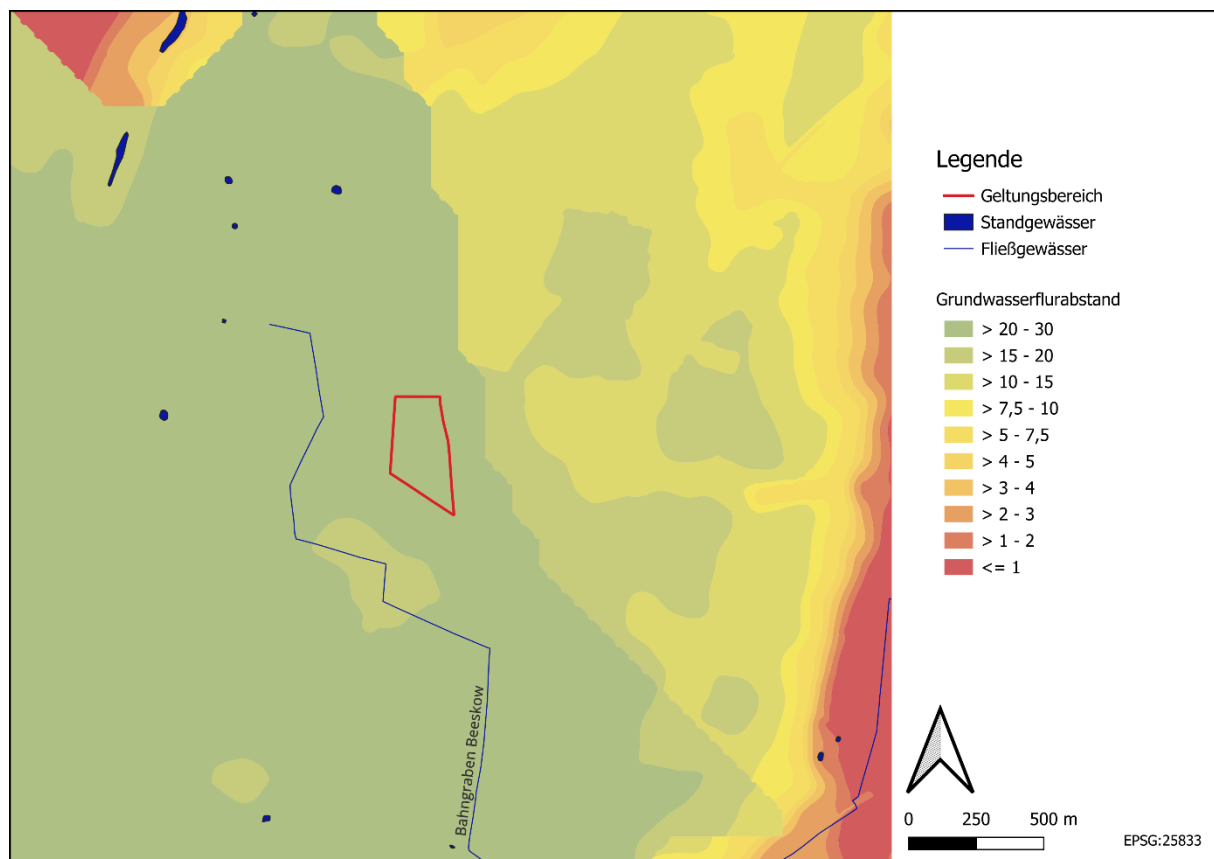 Legende
Geltungsbereich
Standgewässer
Fließgewässer
Grundwasserflurabstand
> 20 - 30
> 15 - 20
> 10 - 15
> 7,5 - 10
> 5 - 7,5
> 4 - 5
> 3 - 4
> 2 - 3
> 1 - 2
<= 1
Bahngraben Beeskow
0 250 500 m
EPSG:25833